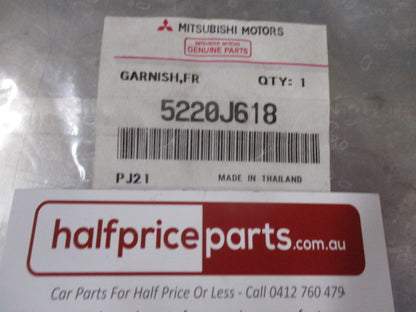 MITSUBISHI MOTORS
MITSUBISHI MOTORS
GENUINE PARTS
GARNISH,FR QTY: 1
5220J618
PJ21 MADE IN THAILAND
halfpriceparts.com.au
Car Parts For Half Price Or Less - Call 0412 760 479